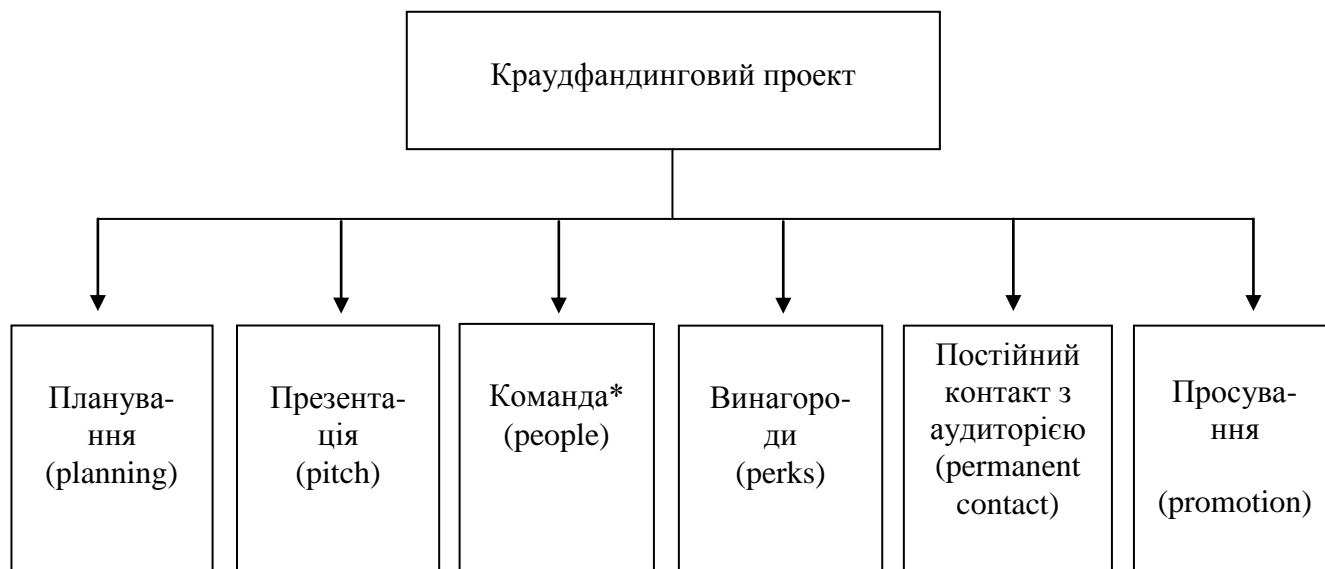 Краудфандинговий проект
Планува-
ння
(planning)
Презента-
ція
(pitch)
Команда*
(people)
Винагоро-
ди
(perks)
Постійний
контакт з
аудиторією
(permanent
contact)
Просува-
ння
(promotion)